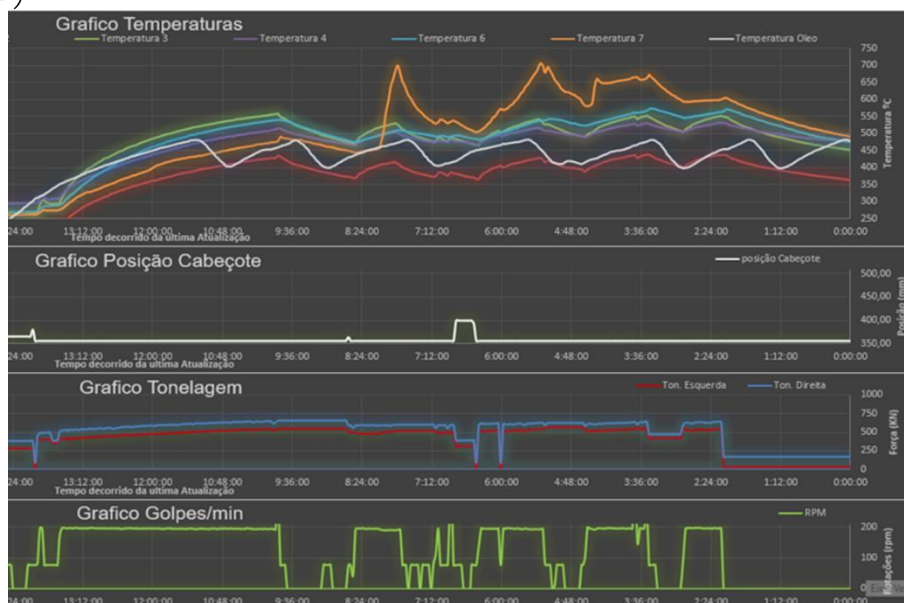 Grafico Temperaturas
Temperatura 3 Temperatura 4 Temperatura 6 Temperatura 7 Temperatura Oleo
750
700
650
600
550
500
450
400
350
300
250
Temperatura ºC
:24:00 13:12:00 12:00:00 10:48:00 9:36:00 8:24:00 7:12:00 6:00:00 4:48:00 3:36:00 2:24:00 1:12:00 0:00:00
Tempo decorrido da ultima Atualização
Grafico Posição Cabeçote
posição Cabeçote
500,00
450,00
400,00
350,00
Posição (mm)
:24:00 13:12:00 12:00:00 10:48:00 9:36:00 8:24:00 7:12:00 6:00:00 4:48:00 3:36:00 2:24:00 1:12:00 0:00:00
Grafico Tonelagem
Ton. Esquerda Ton. Direita
1000
750
500
250
0
Força (KN)
:24:00 13:12:00 12:00:00 10:48:00 9:36:00 8:24:00 7:12:00 6:00:00 4:48:00 3:36:00 2:24:00 1:12:00 0:00:00
Tempo decorrido da ultima Atualização
Grafico Golpes/min
RPM
200
100
0
Rotações (rpm)
:24:00 13:12:00 12:00:00 10:48:00 9:36:00 8:24:00 7:12:00 6:00:00 4:48:00 3:36:00 2:24:00 1:12:00 0:00:00